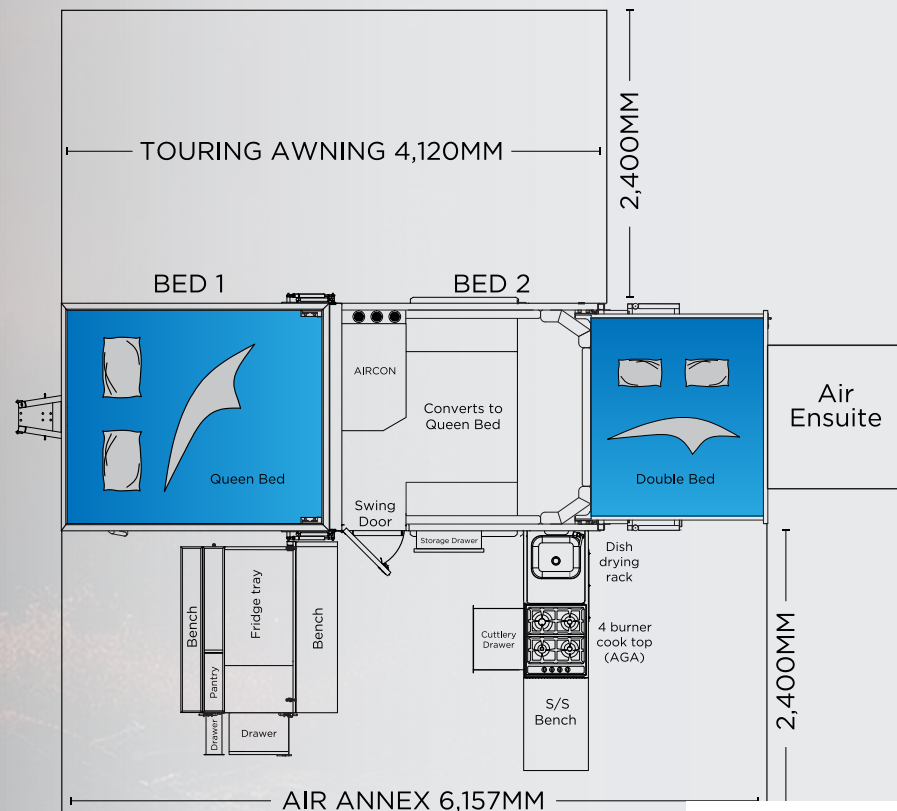 TOURING AWNING 4,120MM
2,400MM
BED 1
BED 2
AIRCON
Converts to
Queen Bed
Air
Ensuite
Queen Bed
Double Bed
Swing
Door
Storage Drawer
Dish
drying
rack
Bench
Fridge tray
Bench
Pantry
Cuttlery
Drawer
4 burner
cook top
(AGA)
2,400MM
S/S
Bench
Drawer
Drawer
AIR ANNEX 6,157MM